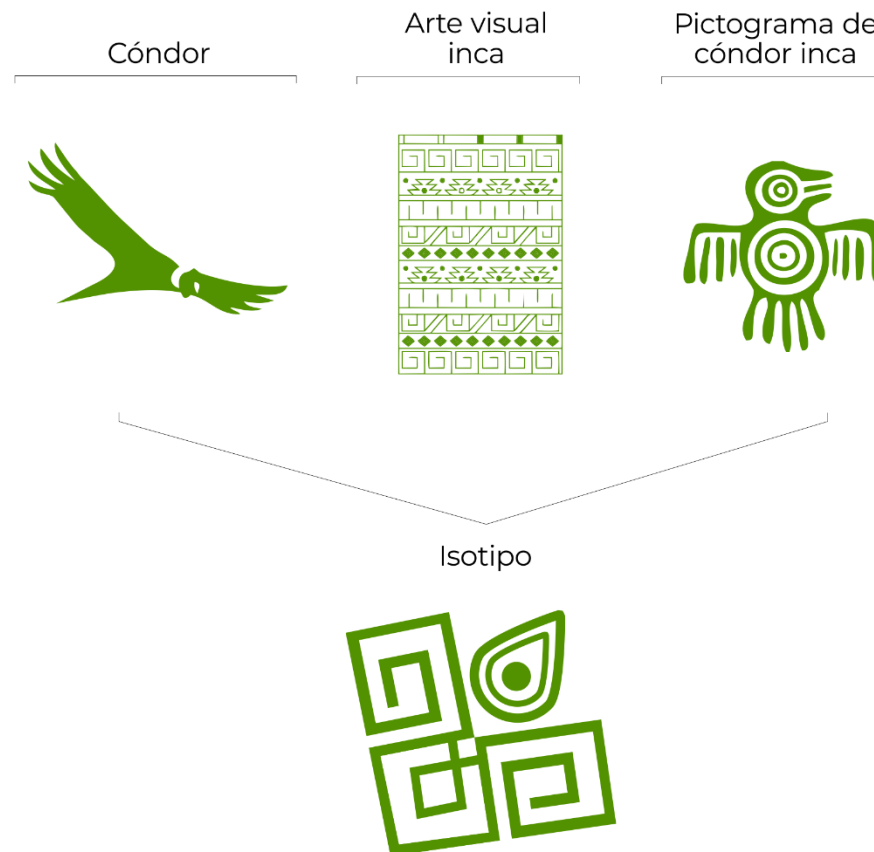 Cóndor
Arte visual
inca
Pictograma de
cóndor inca
Isotipo